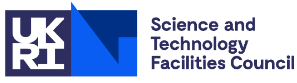 UK
RI
Science and
Technology
Facilities Council